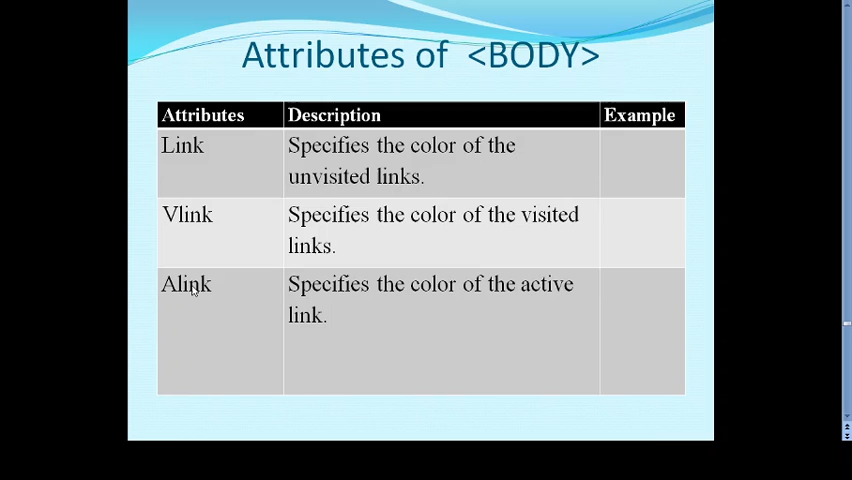 Attributes of <BODY>
Attributes Description Example
Link Specifies the color of the
unvisited links.
Vlink Specifies the color of the visited
links.
Alink Specifies the color of the active
link.